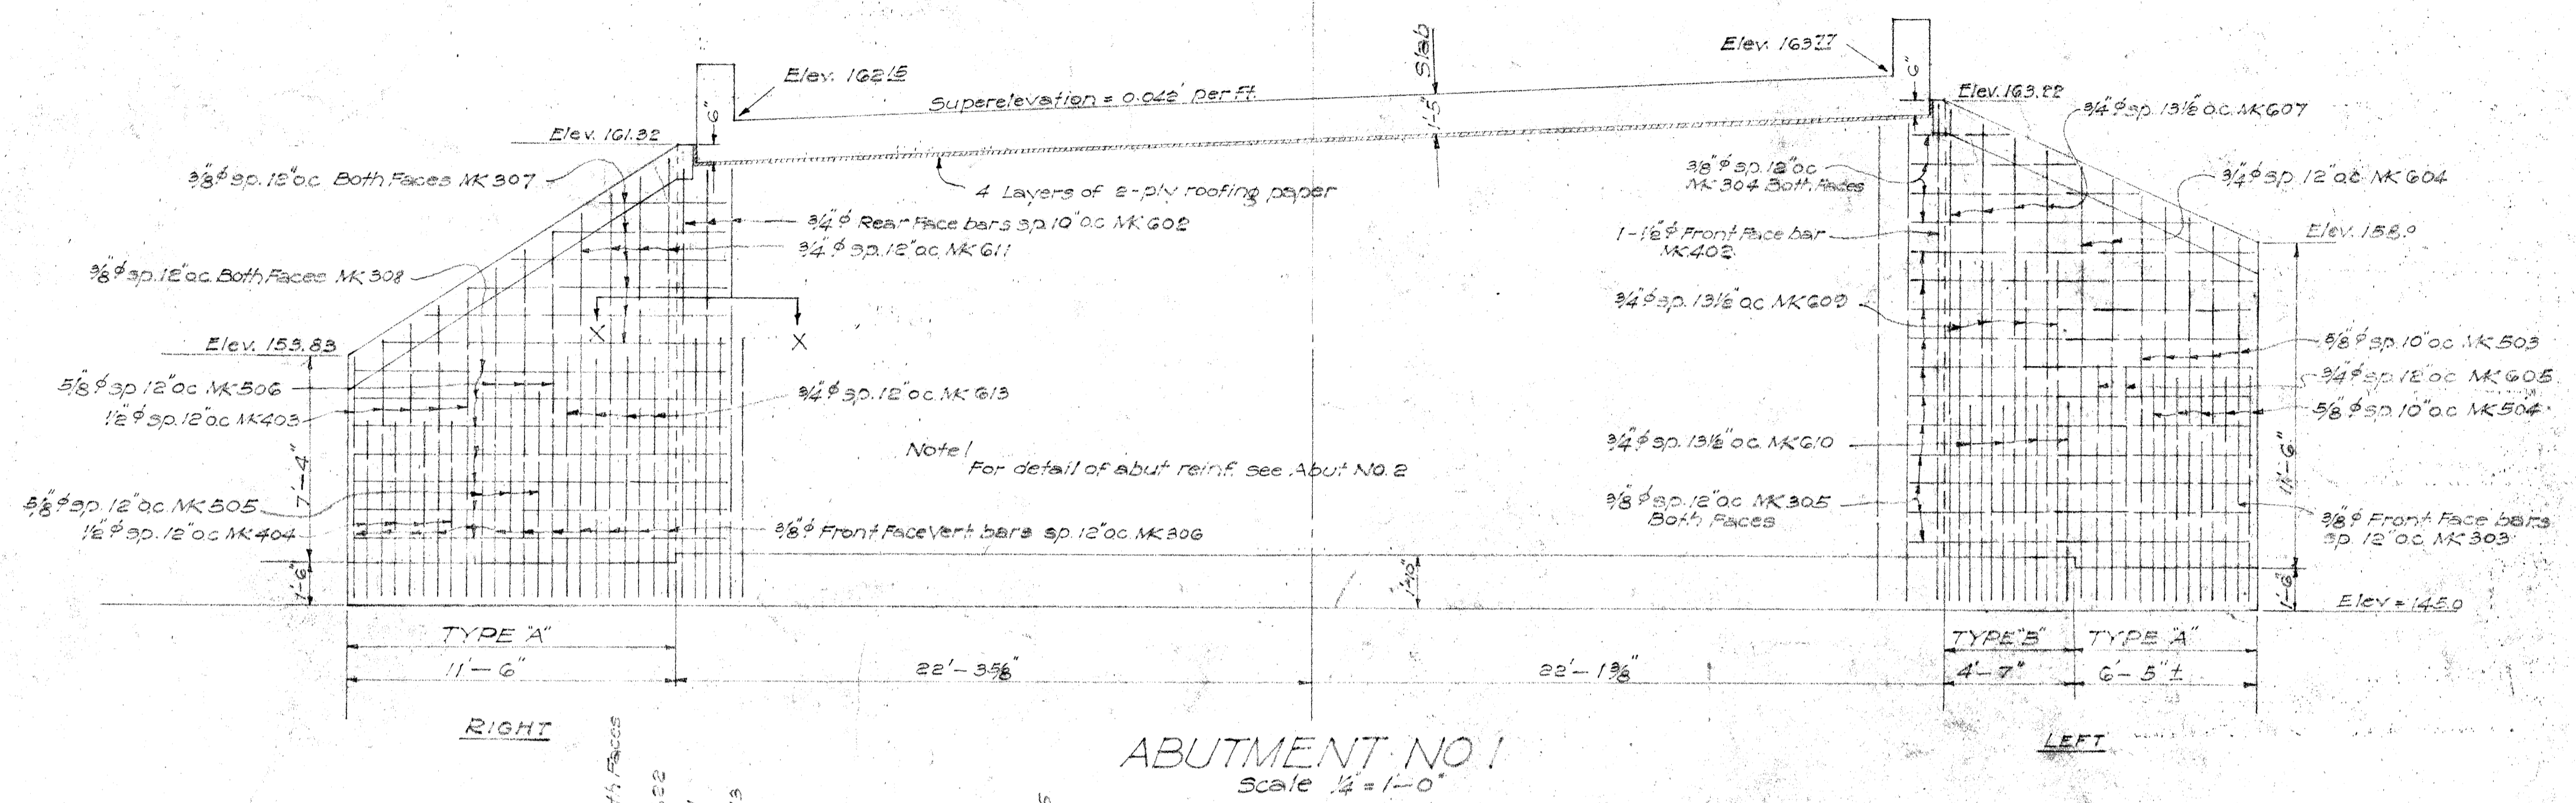 Elev. 162.15
Superelevation = 0.042' per ft.
Slab
1'-5"
Elev. 163.77
6"
6"
Elev. 163.22
3/4"φ sp. 13 1/2" o.c. MK 607
Elev. 161.32
3/8"φ sp. 12" o.c. Both Faces MK 307
4 Layers of 2-ply roofing paper
3/8"φ sp. 12" o.c.
MK 304 Both Faces
3/4"φ sp. 12" o.c. MK 604
3/4"φ Rear Face bars sp. 10" o.c. MK 602
3/4"φ sp. 12" o.c. MK 611
1-1/2"φ Front Face bar
MK 402
Elev. 158.0
3/8"φ sp. 12" o.c. Both Faces MK 308
3/4"φ sp. 13 1/2" o.c. MK 609
X
X
Elev. 153.83
5/8"φ sp. 10" o.c. MK 503
5/8"φ sp. 12" o.c. MK 506
3/4"φ sp. 12" o.c. MK 613
3/4"φ sp. 12" o.c. MK 605
1/2"φ sp. 12" o.c. MK 403
5/8"φ sp. 10" o.c. MK 504
Note!
For detail of abut reinf. see Abut NO. 2
3/4"φ sp. 13 1/2" o.c. MK 610
7'-4"
11'-6"
5/8"φ sp. 12" o.c. MK 505
3/8"φ sp. 12" o.c. MK 305
Both Faces
1/2"φ sp. 12" o.c. MK 404
3/8"φ Front Face Vert bars sp. 12" o.c. MK 306
3/8"φ Front Face bars
sp. 12" o.c. MK 303
1'-6"
1'-10"
1'-6"
Elev = 145.0
TYPE "A"
TYPE "B"
TYPE "A"
11'-6"
22'-3 5/8"
22'-1 3/8"
4'-7"
6'-5" ±
RIGHT
LEFT
ABUTMENT NO 1
Scale 1/4" = 1'-0"
Faces